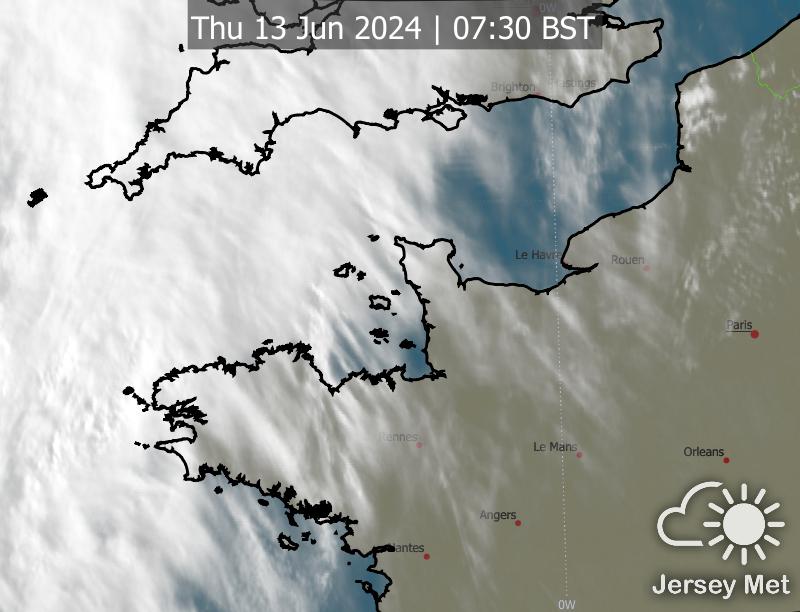 0W
Thu 13 Jun 2024 | 07:30 BST
Brighton
Hastings
Le Havre
Rouen
Paris
Rennes
Le Mans
Orleans
Angers
Nantes
Jersey Met
0W